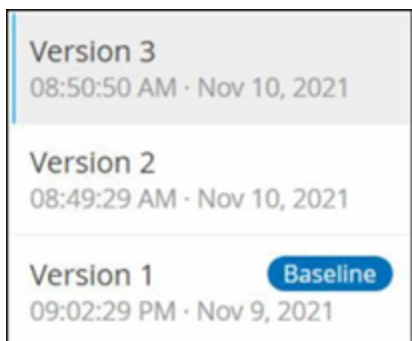 Version 3
08:50:50 AM · Nov 10, 2021
Version 2
08:49:29 AM · Nov 10, 2021
Version 1 Baseline
09:02:29 PM · Nov 9, 2021